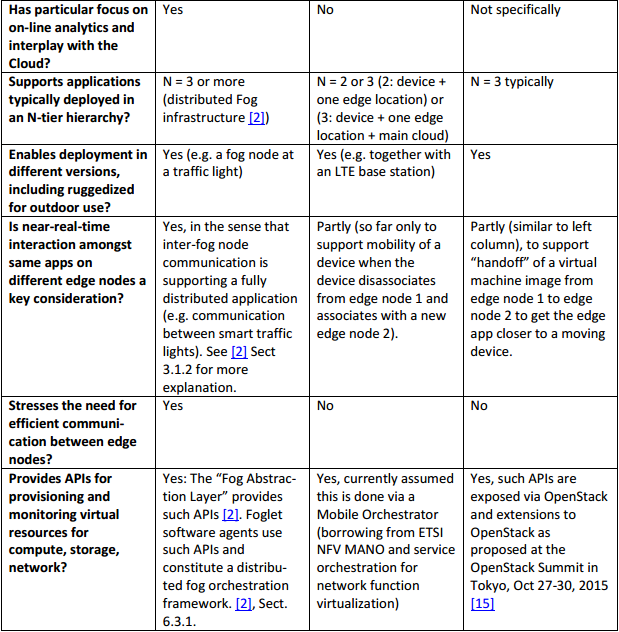 Has particular focus on
on-line analytics and
interplay with the
Cloud?
Yes
No
Not specifically
Supports applications
typically deployed in
an N-tier hierarchy?
N = 3 or more
(distributed Fog
infrastructure [2])
N = 2 or 3 (2: device +
one edge location) or
(3: device + one edge
location + main cloud)
N = 3 typically
Enables deployment in
different versions,
including ruggedized
for outdoor use?
Yes (e.g. a fog node at
a traffic light)
Yes (e.g. together with
an LTE base station)
Yes
Is near-real-time
interaction amongst
same apps on
different edge nodes a
key consideration?
Yes, in the sense that
inter-fog node
communication is
supporting a fully
distributed application
(e.g. communication
between smart traffic
lights). See [2] Sect
3.1.2 for more
explanation.
Partly (so far only to
support mobility of a
device when the
device disassociates
from edge node 1 and
associates with a new
edge node 2).
Partly (similar to left
column), to support
“handoff” of a virtual
machine image from
edge node 1 to edge
node 2 to get the edge
app closer to a moving
device.
Stresses the need for
efficient communi-
cation between edge
nodes?
Yes
No
No
Provides APIs for
provisioning and
monitoring virtual
resources for
compute, storage,
network?
Yes: The “Fog Abstrac-
tion Layer” provides
such APIs [2]. Foglet
software agents use
such APIs and
constitute a distribu-
ted fog orchestration
framework. [2], Sect.
6.3.1.
Yes, currently assumed
this is done via a
Mobile Orchestrator
(borrowing from ETSI
NFV MANO and service
orchestration for
network function
virtualization)
Yes, such APIs are
exposed via OpenStack
and extensions to
OpenStack as
proposed at the
OpenStack Summit in
Tokyo, Oct 27-30, 2015
[15]